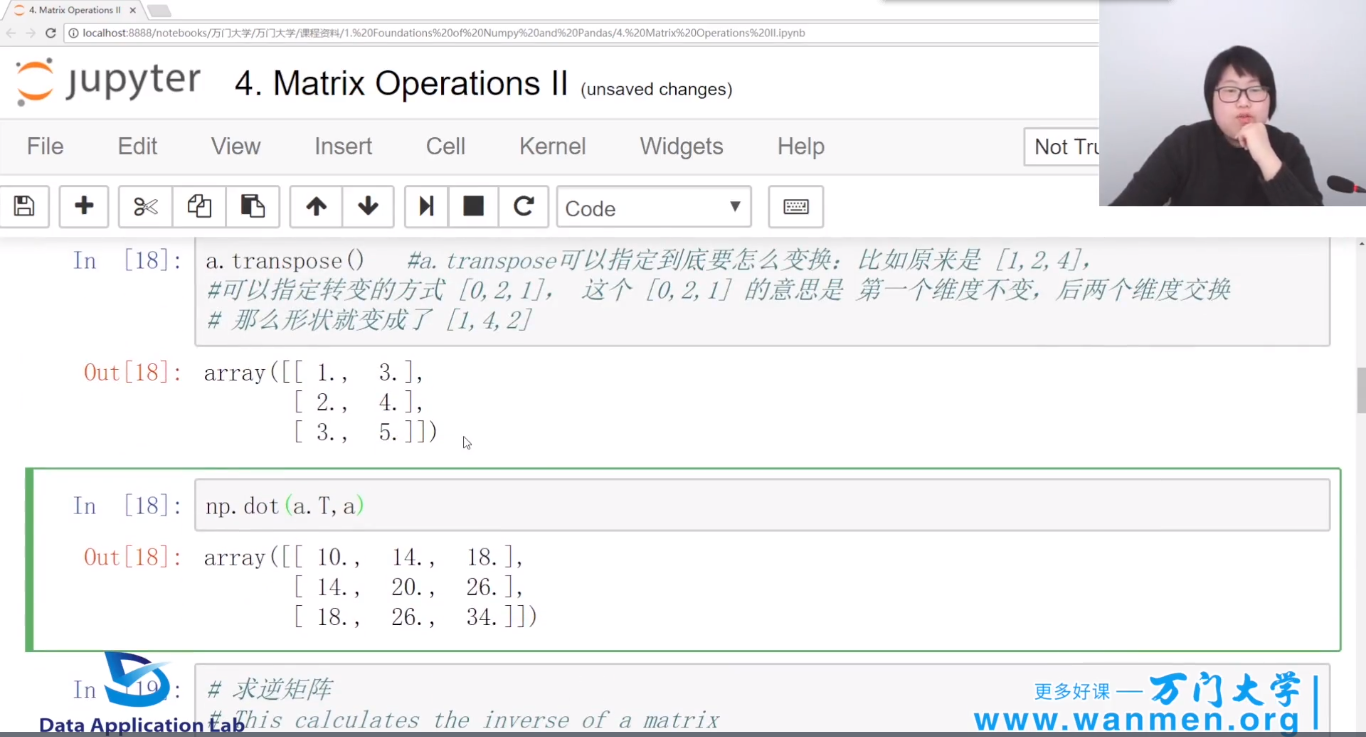 4. Matrix Operations II
localhost:8888/notebooks/万门大学/万门大学/课程资料/1.%20Foundations%20of%20Numpy%20and%20Pandas/4.%20Matrix%20Operations%20II.ipynb
jupyter 4. Matrix Operations II (unsaved changes)
File Edit View Insert Cell Kernel Widgets Help Not Tru
Code
In [18]: a.transpose() #a.transpose可以指定到底要怎么变换：比如原来是 [1,2,4],
#可以指定转变的方式 [0,2,1], 这个 [0,2,1] 的意思是 第一个维度不变，后两个维度交换
# 那么形状就变成了 [1,4,2]
Out[18]: array([[ 1., 3.],
[ 2., 4.],
[ 3., 5.]])
In [18]: np.dot(a.T,a)
Out[18]: array([[ 10., 14., 18.],
[ 14., 20., 26.],
[ 18., 26., 34.]])
In [19]: # 求逆矩阵
# This calculates the inverse of a matrix
Data Application Lab
更多好课 — 万门大学
www.wanmen.org